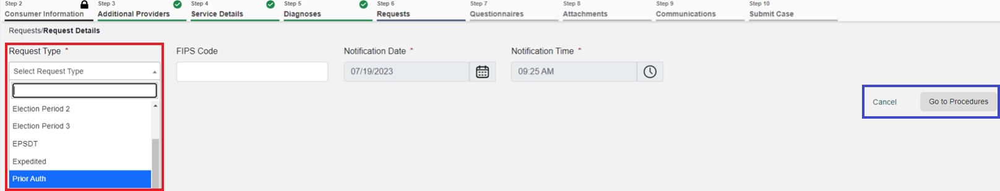 Step 2
Consumer Information
Step 3
Additional Providers
Step 4
Service Details
Step 5
Diagnoses
Step 6
Requests
Step 7
Questionnaires
Step 8
Attachments
Step 9
Communications
Step 10
Submit Case
Requests/Request Details
Request Type *
Select Request Type
Election Period 2
Election Period 3
EPSDT
Expedited
Prior Auth
FIPS Code
Notification Date *
07/19/2023
Notification Time *
09:25 AM
Cancel
Go to Procedures